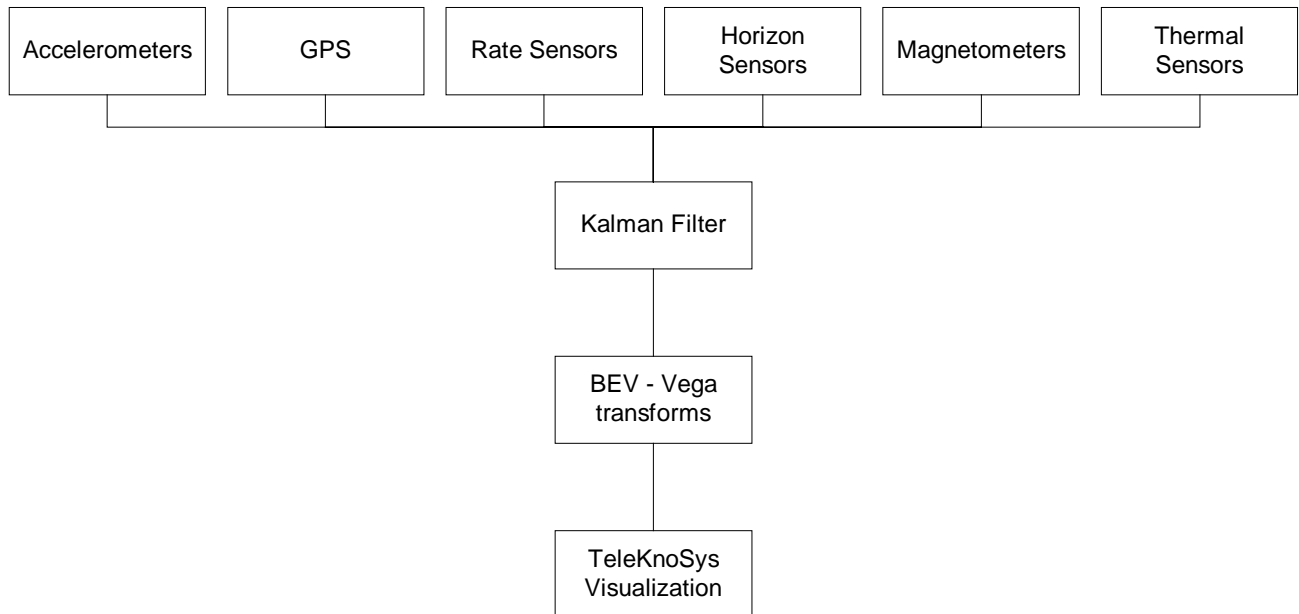 Accelerometers
GPS
Rate Sensors
Horizon
Sensors
Magnetometers
Thermal
Sensors
Kalman Filter
BEV - Vega
transforms
TeleKnoSys
Visualization